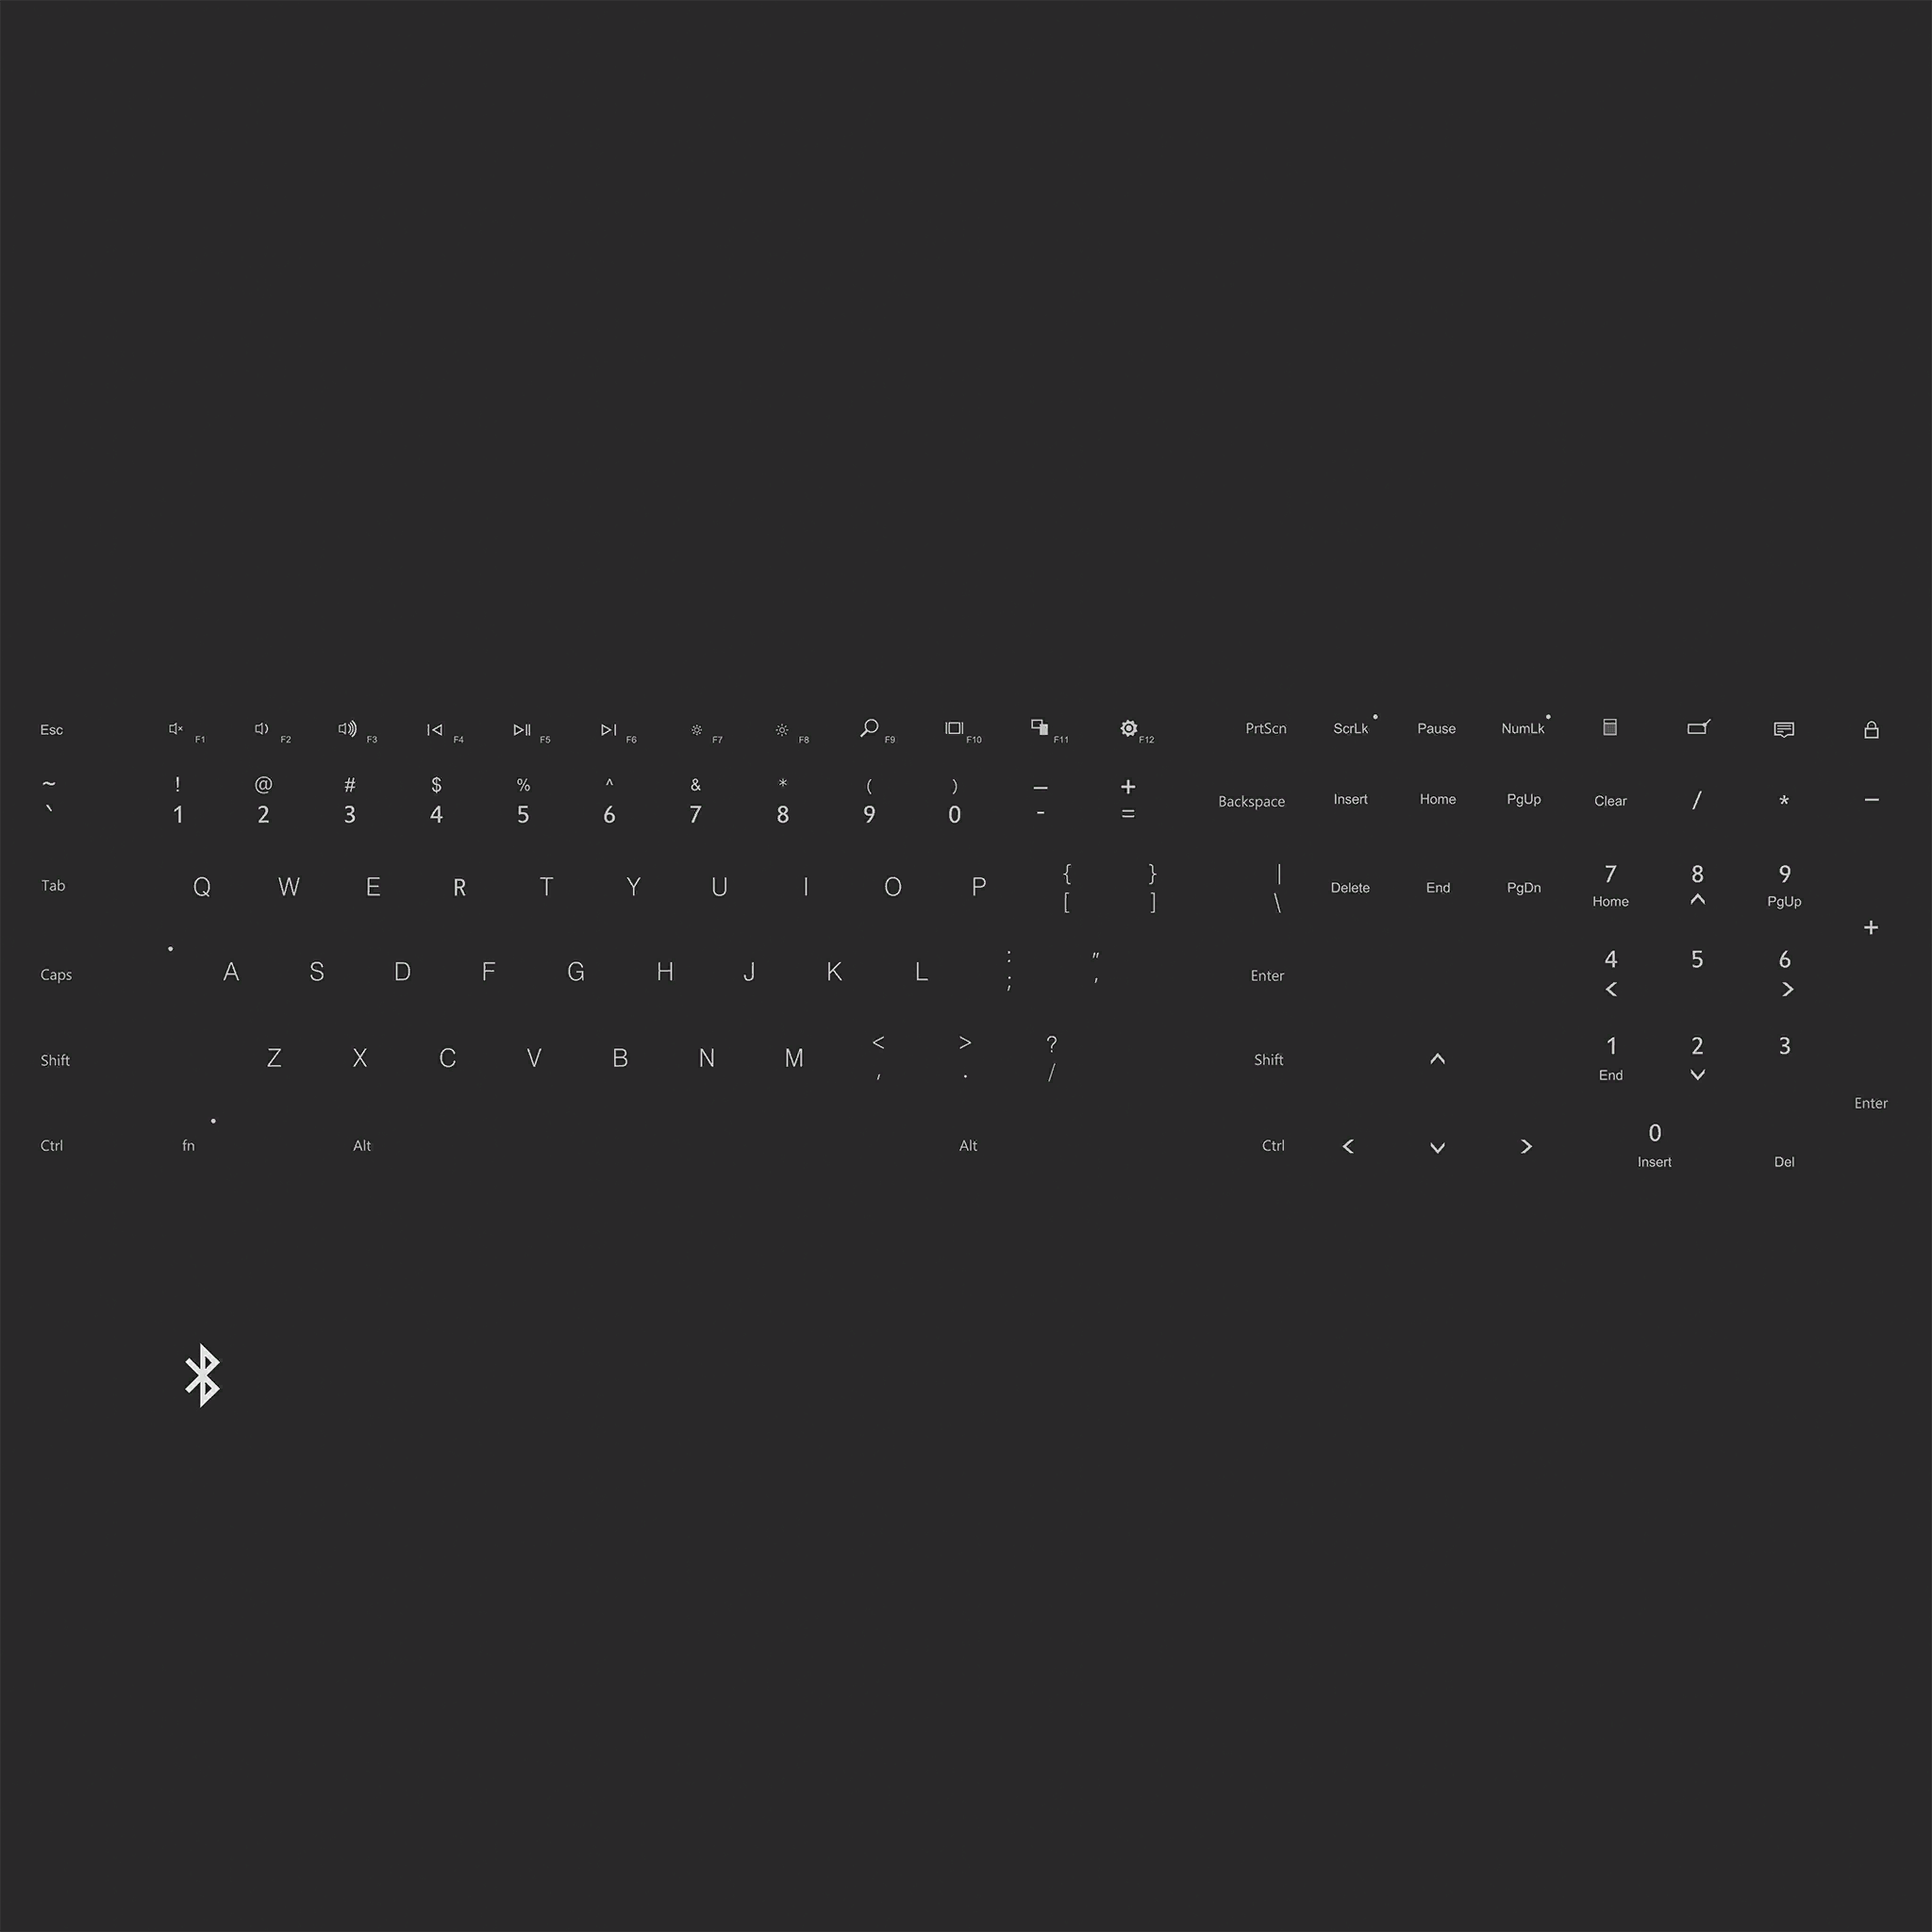 Esc F1 F2 F3 F4 F5 F6 F7 F8 F9 F10 F11 F12 PrtScn ScrLk Pause NumLk
~ ! @ # $ % ^ & * ( ) — +
` 1 2 3 4 5 6 7 8 9 0 - = Backspace Insert Home PgUp Clear / * −
Tab Q W E R T Y U I O P { } | Delete End PgDn 7 8 9
[ ] \ Home ^ PgUp
+
Caps A S D F G H J K L : " Enter 4 5 6
; ' < >
Shift Z X C V B N M < > ? Shift ^ 1 2 3
, . / End ˅
Enter
Ctrl fn Alt Alt Ctrl < ˅ > 0
Insert Del